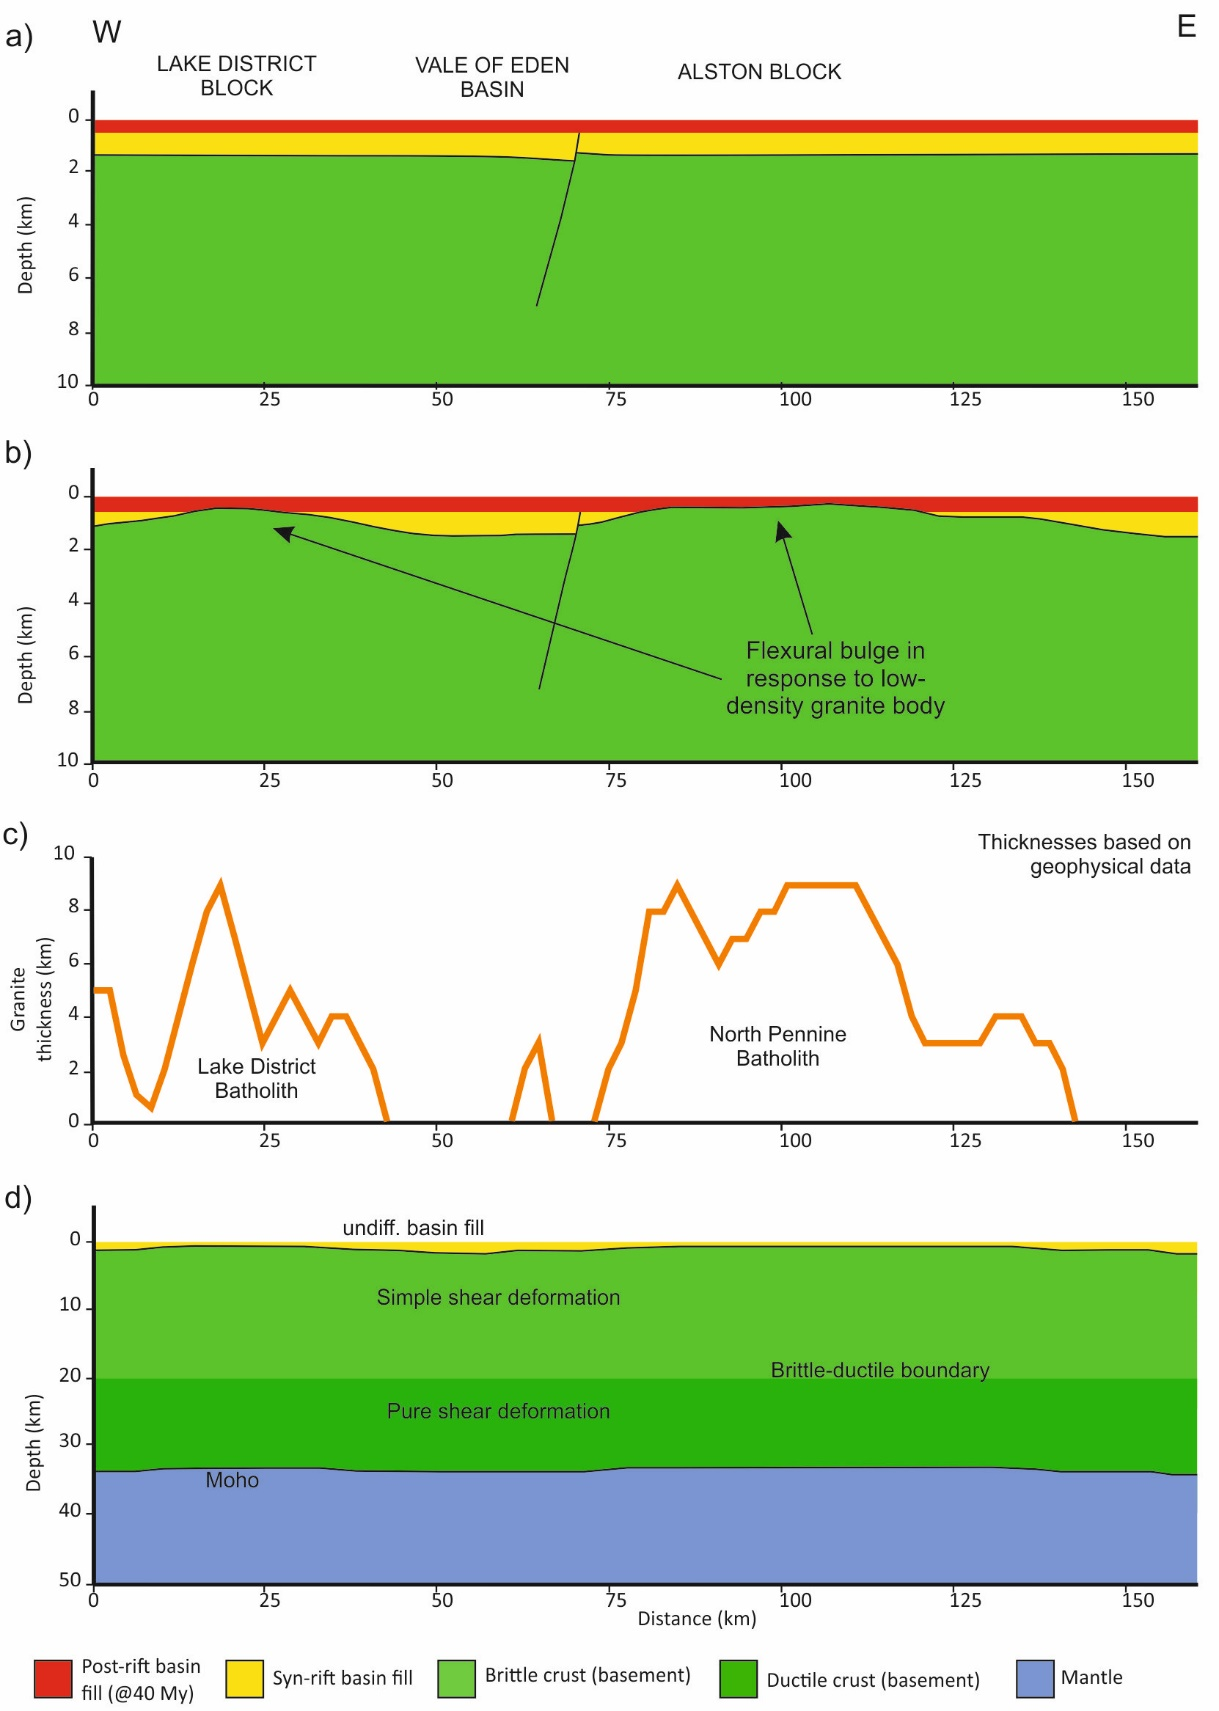 a)
W
E
LAKE DISTRICT
BLOCK
VALE OF EDEN
BASIN
ALSTON BLOCK
0
2
4
6
8
10
Depth (km)
0 25 50 75 100 125 150
b)
0
2
4
6
8
10
Depth (km)
Flexural bulge in
response to low-
density granite body
0 25 50 75 100 125 150
c)
Thicknesses based on
geophysical data
10
8
6
4
2
0
Granite
thickness (km)
Lake District
Batholith
North Pennine
Batholith
0 25 50 75 100 125 150
d)
undiff. basin fill
0
10
20
30
40
50
Depth (km)
Simple shear deformation
Brittle-ductile boundary
Pure shear deformation
Moho
0 25 50 75 100 125 150
Distance (km)
Post-rift basin
fill (@40 My)
Syn-rift basin fill
Brittle crust (basement)
Ductile crust (basement)
Mantle